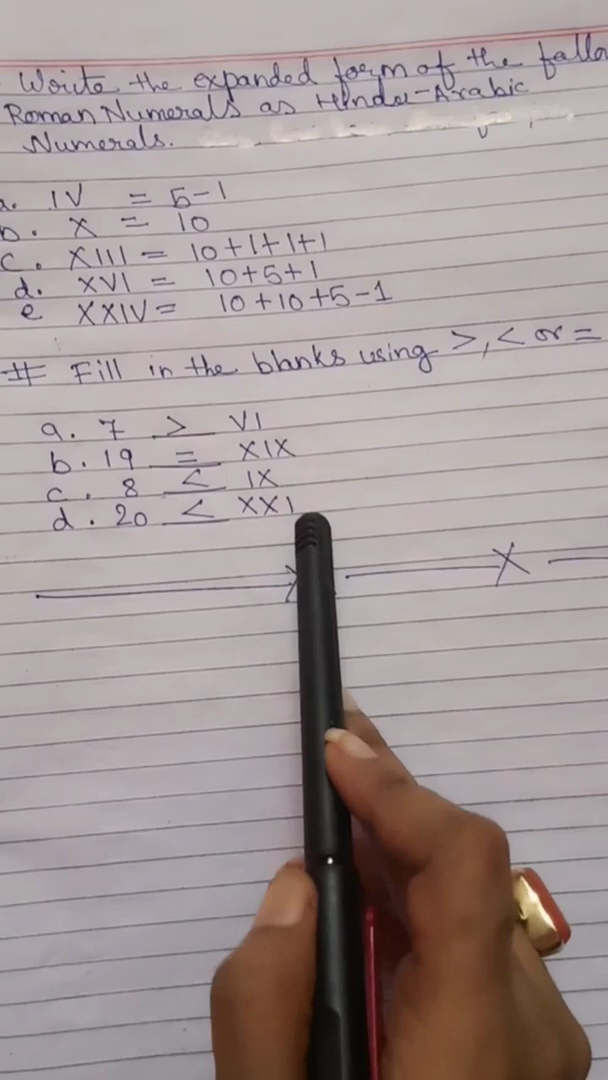 Write the expanded form of the follo
Roman Numerals as Hindu-Arabic
Numerals.
a. IV = 5-1
b. X = 10
c. XIII = 10+1+1+1
d. XVI = 10+5+1
e XXIV = 10+10+5-1
# Fill in the blanks using >, < or =
a. 7 > VI
b. 19 = XIX
c. 8 < IX
d. 20 < XXI